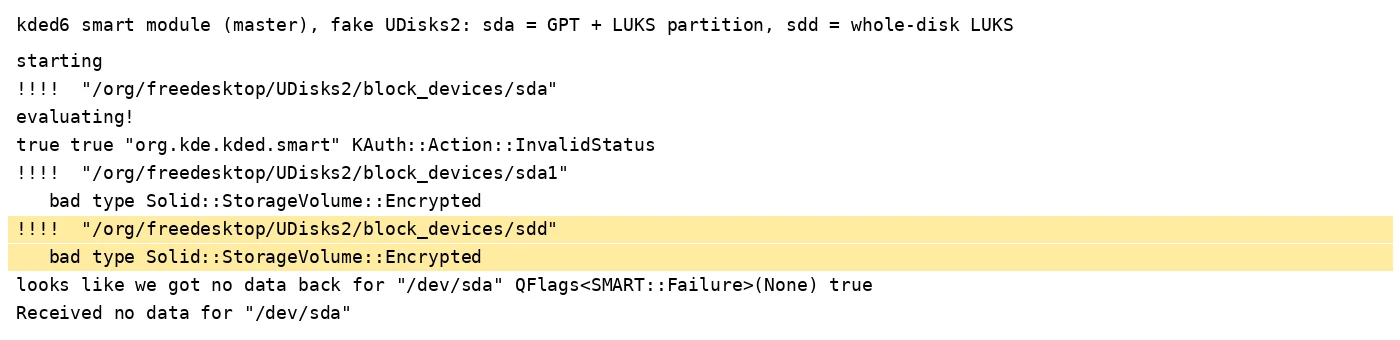 kded6 smart module (master), fake UDisks2: sda = GPT + LUKS partition, sdd = whole-disk LUKS
starting
!!!!  "/org/freedesktop/UDisks2/block_devices/sda"
evaluating!
true true "org.kde.kded.smart" KAuth::Action::InvalidStatus
!!!!  "/org/freedesktop/UDisks2/block_devices/sda1"
   bad type Solid::StorageVolume::Encrypted
!!!!  "/org/freedesktop/UDisks2/block_devices/sdd"
   bad type Solid::StorageVolume::Encrypted
looks like we got no data back for "/dev/sda" QFlags<SMART::Failure>(None) true
Received no data for "/dev/sda"